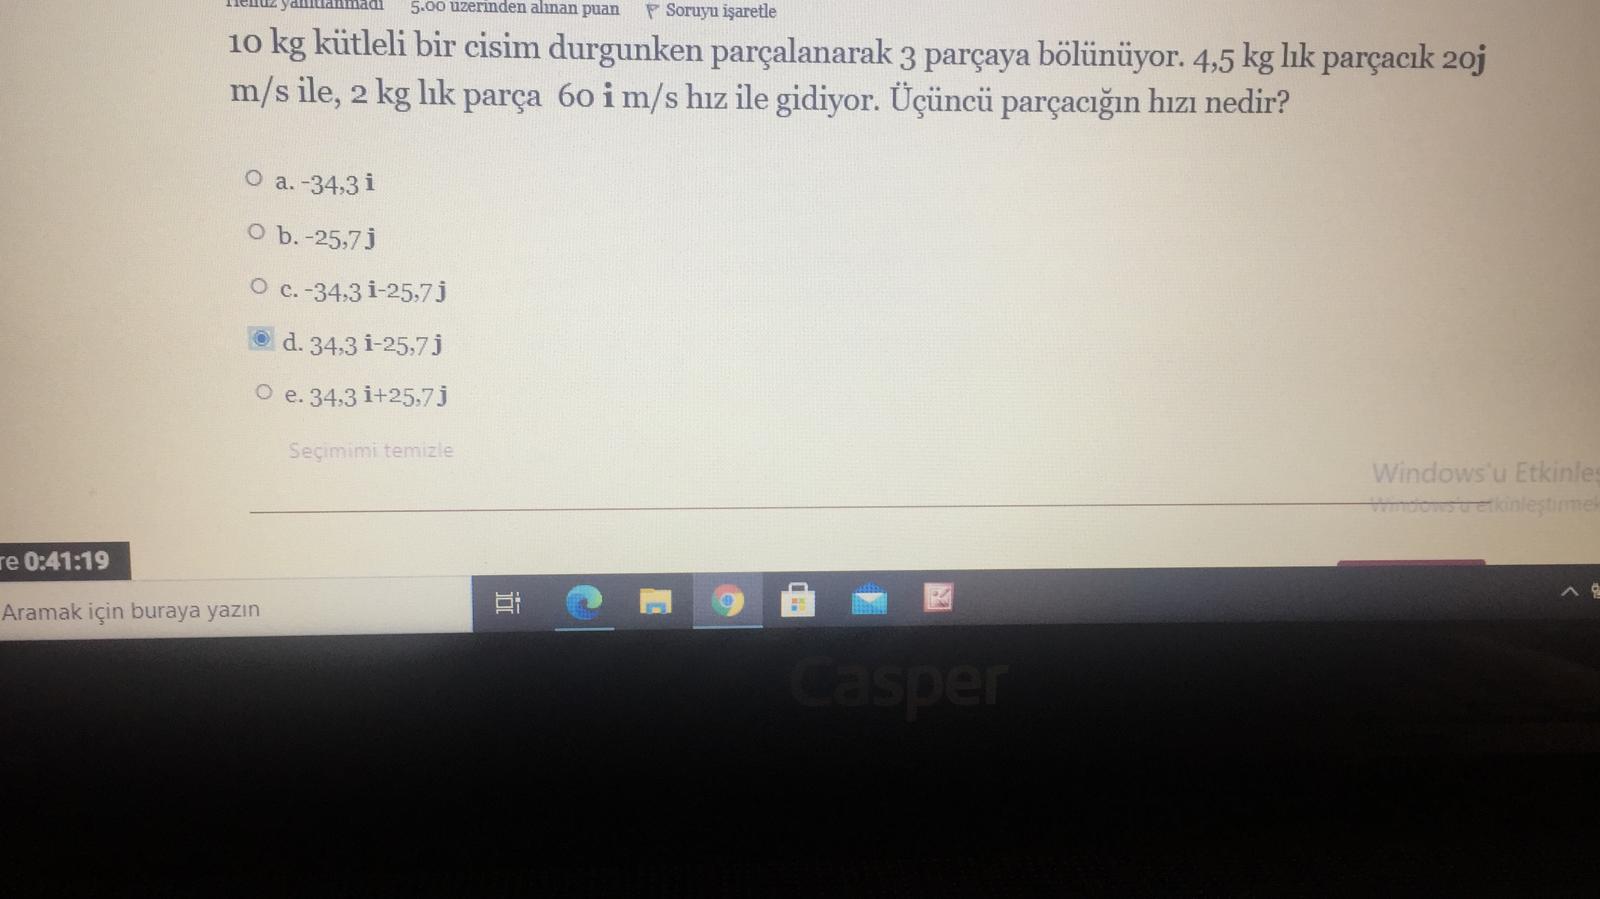 Henüz yanıtlanmadı 5.00 üzerinden alınan puan Soruyu işaretle
10 kg kütleli bir cisim durgunken parçalanarak 3 parçaya bölünüyor. 4,5 kg lık parçacık 20j
m/s ile, 2 kg lık parça 60 i m/s hız ile gidiyor. Üçüncü parçacığın hızı nedir?
a. -34,3 i
b. -25,7 j
c. -34,3 i-25,7 j
d. 34,3 i-25,7 j
e. 34,3 i+25,7 j
Seçimimi temizle
Windows'u Etkinleş
Windows'u etkinleştirmek
re 0:41:19
Aramak için buraya yazın
Casper